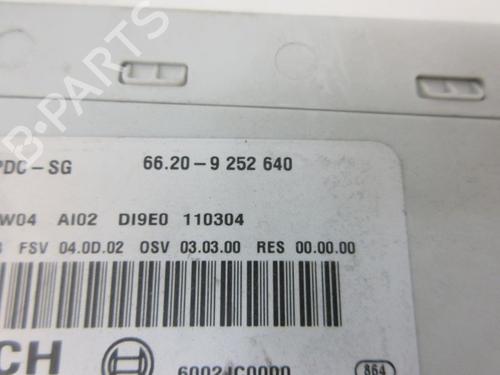 PDC-SG 66.20-9 252 640
W04 AI02 DI9E0 110304
FSV 04.0D.02 OSV 03.03.00 RES 00.00.00
CH 6002JC00D0 864
B-PARTS